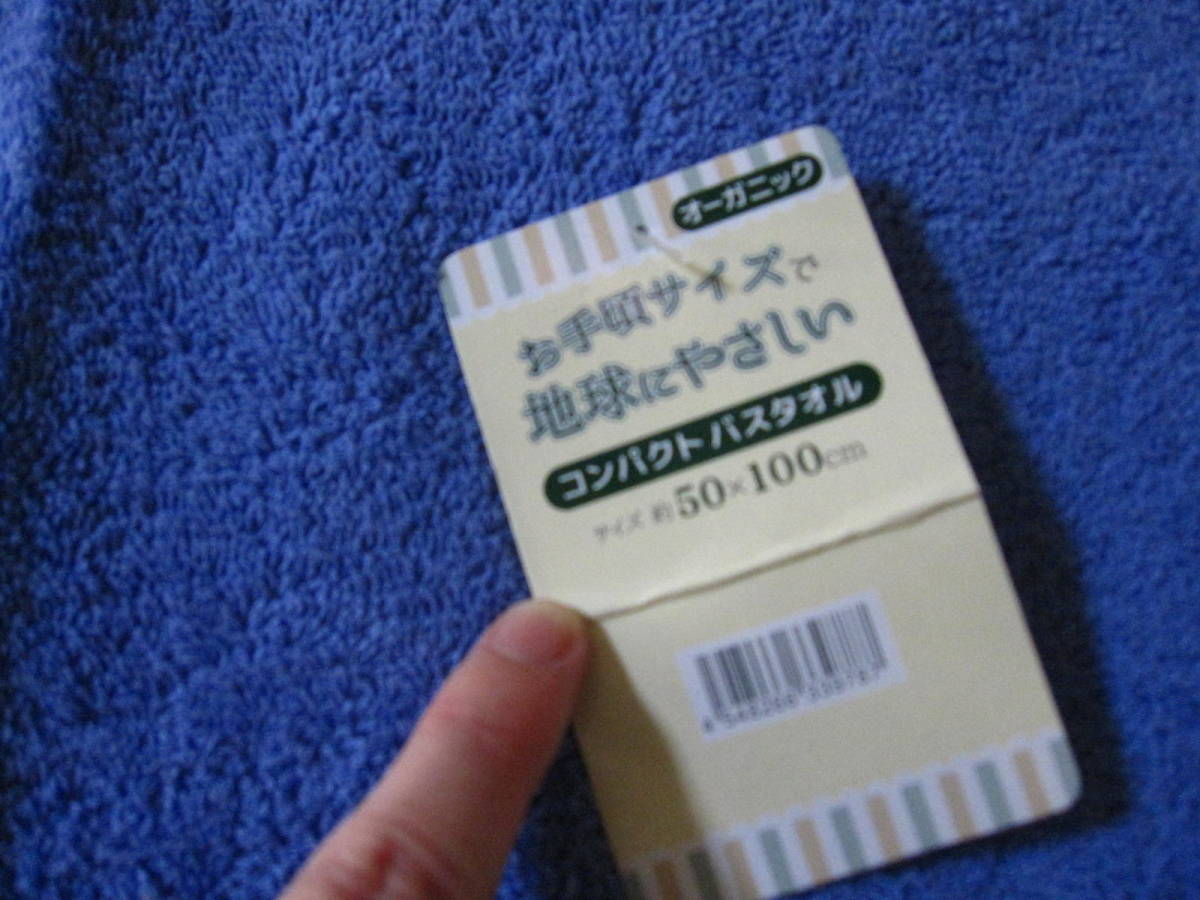 オーガニック
お手頃サイズで
地球にやさしい
コンパクトバスタオル
サイズ 約50×100cm